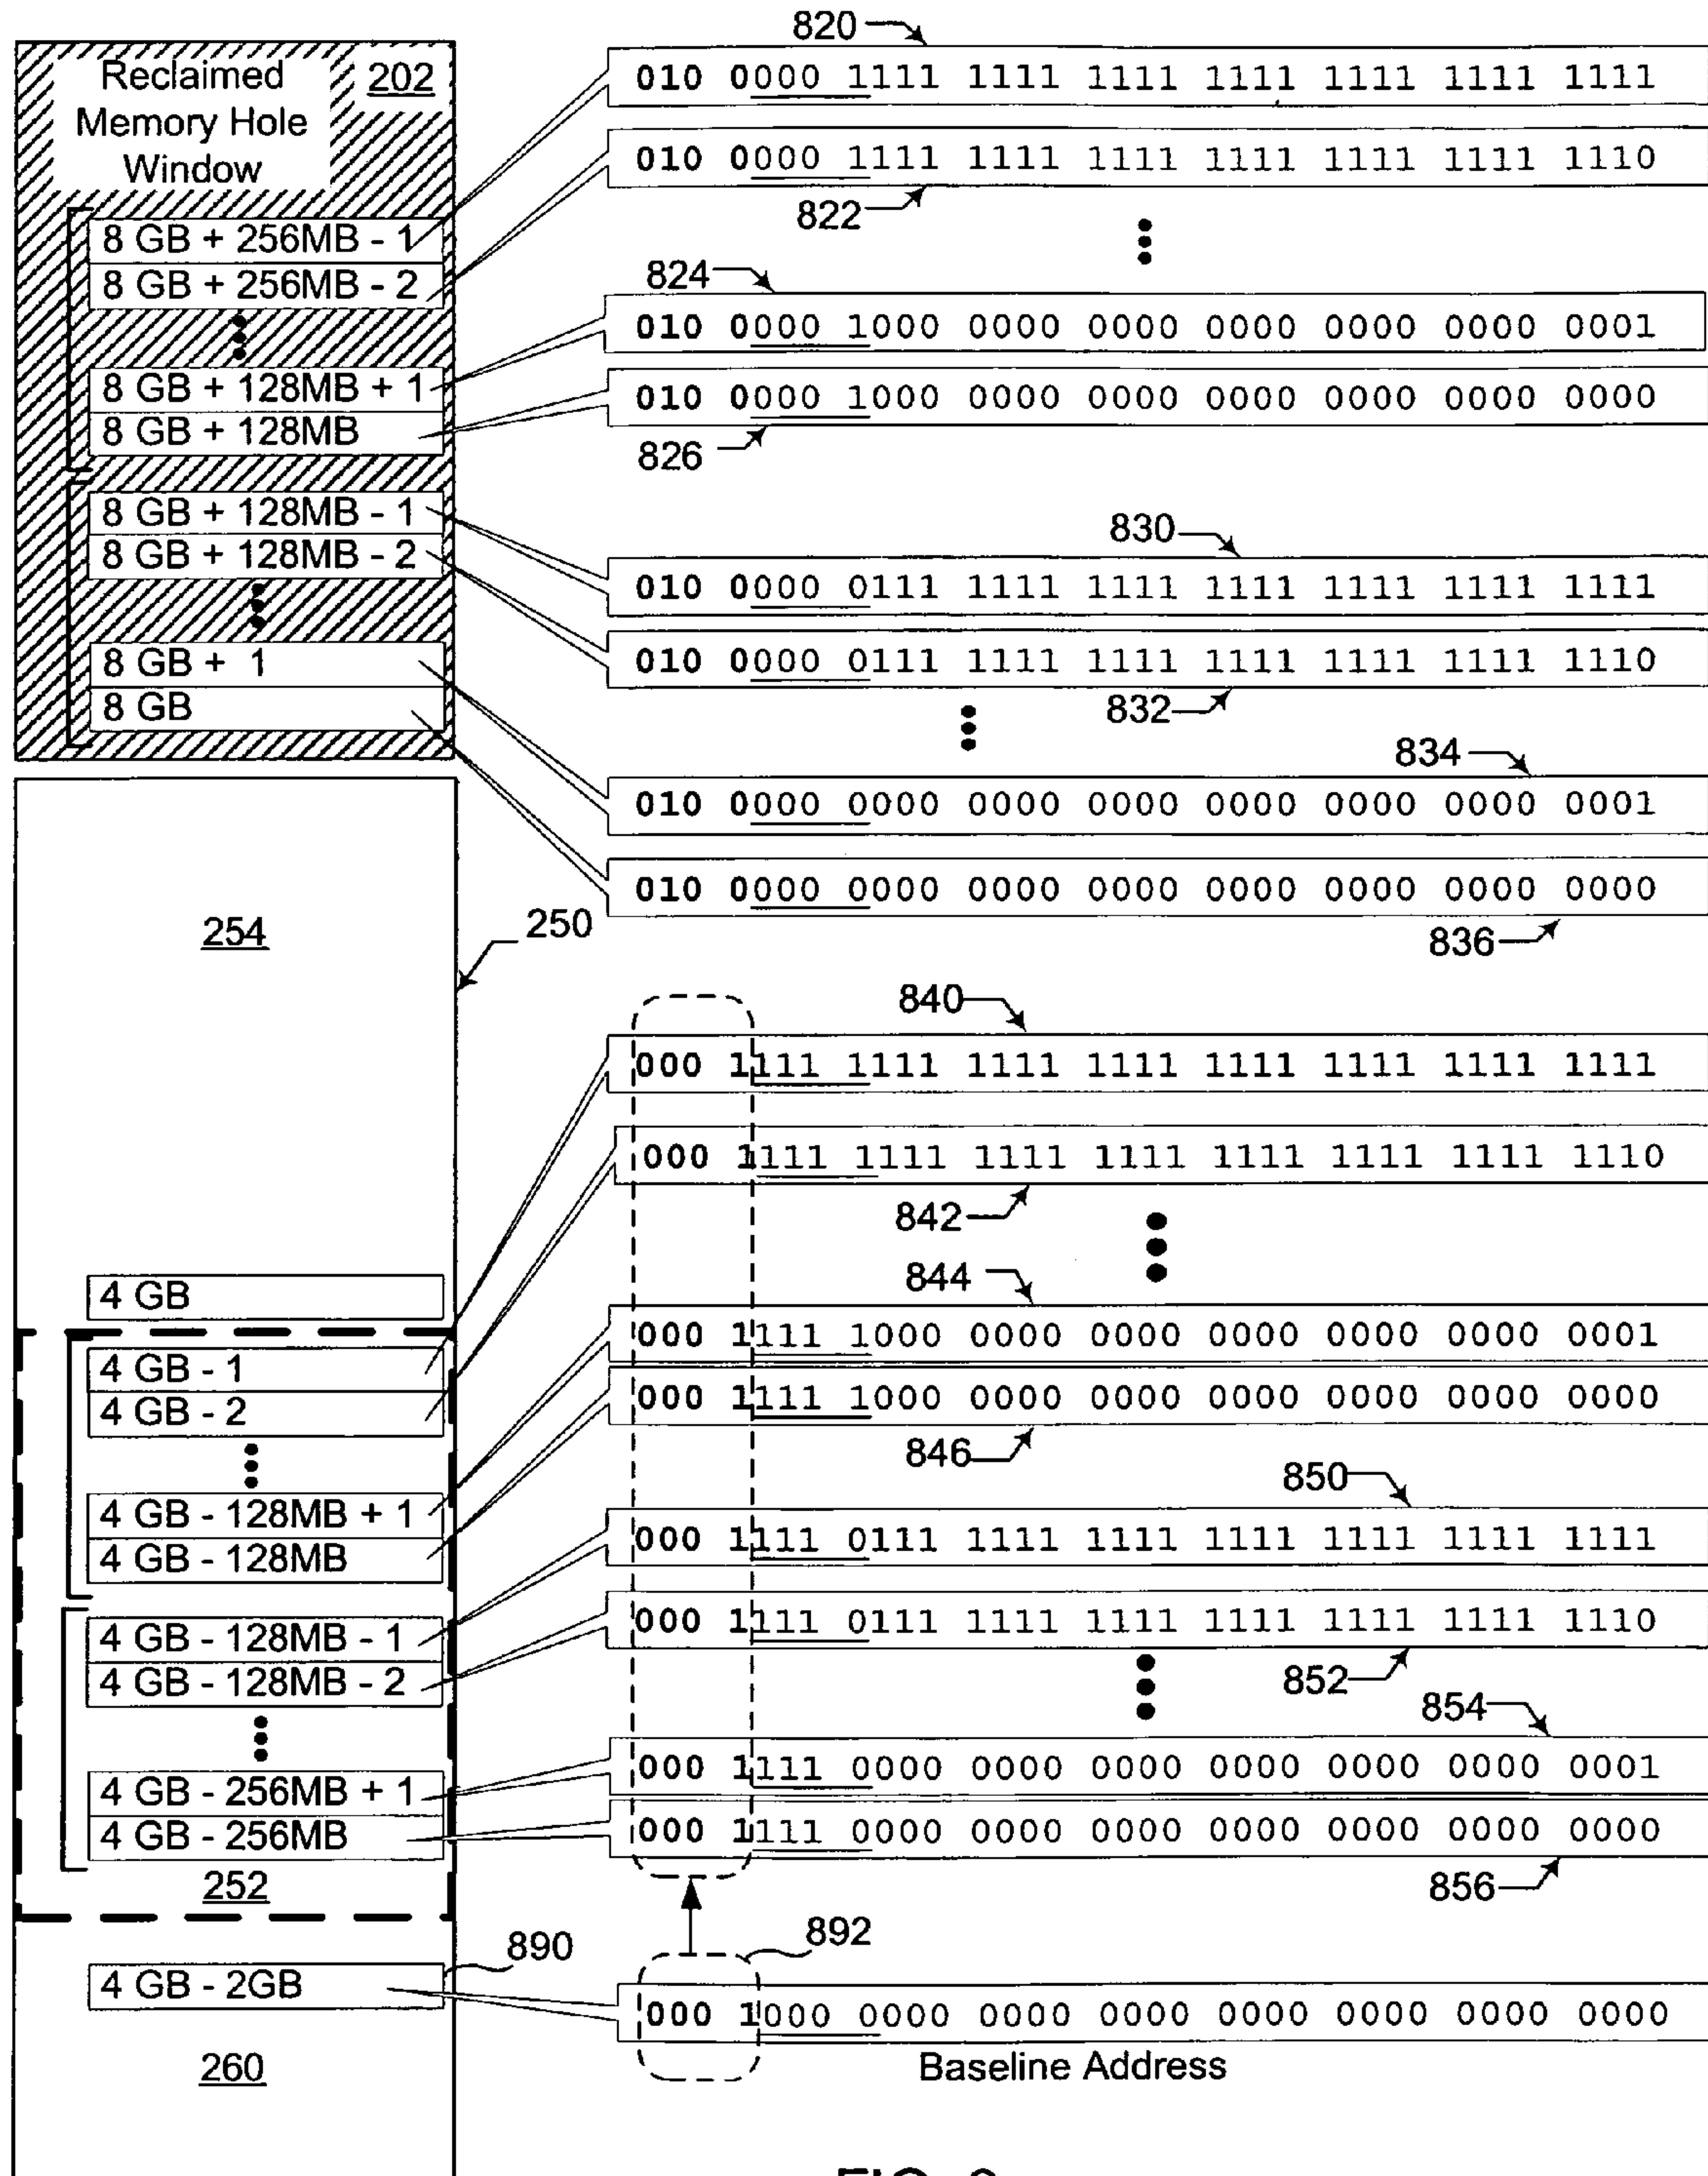 820
Reclaimed 202
Memory Hole
Window
010 0000 1111 1111 1111 1111 1111 1111 1111
010 0000 1111 1111 1111 1111 1111 1111 1110
822
8 GB + 256MB - 1
8 GB + 256MB - 2
824
010 0000 1000 0000 0000 0000 0000 0000 0001
8 GB + 128MB + 1
010 0000 1000 0000 0000 0000 0000 0000 0000
8 GB + 128MB
826
8 GB + 128MB - 1
830
8 GB + 128MB - 2
010 0000 0111 1111 1111 1111 1111 1111 1111
8 GB + 1
010 0000 0111 1111 1111 1111 1111 1111 1110
8 GB
832
834
010 0000 0000 0000 0000 0000 0000 0000 0001
010 0000 0000 0000 0000 0000 0000 0000 0000
254
250
836
840
000 1111 1111 1111 1111 1111 1111 1111 1111
000 1111 1111 1111 1111 1111 1111 1111 1110
842
844
4 GB
000 1111 1000 0000 0000 0000 0000 0000 0001
4 GB - 1
000 1111 1000 0000 0000 0000 0000 0000 0000
4 GB - 2
846
850
4 GB - 128MB + 1
000 1111 0111 1111 1111 1111 1111 1111 1111
4 GB - 128MB
000 1111 0111 1111 1111 1111 1111 1111 1110
4 GB - 128MB - 1
852
4 GB - 128MB - 2
854
000 1111 0000 0000 0000 0000 0000 0000 0001
4 GB - 256MB + 1
000 1111 0000 0000 0000 0000 0000 0000 0000
4 GB - 256MB
252
856
890
892
4 GB - 2GB
000 1000 0000 0000 0000 0000 0000 0000 0000
260
Baseline Address